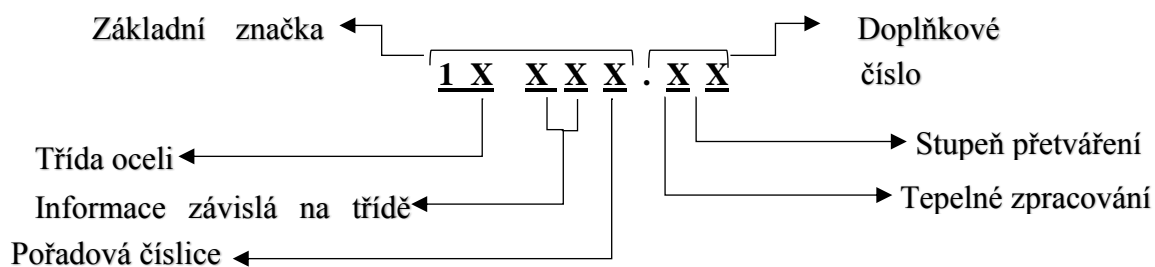 Základní značka
Doplňkové
číslo
1 X X X X . X X
Třída oceli
Stupeň přetváření
Informace závislá na třídě
Tepelné zpracování
Pořadová číslice